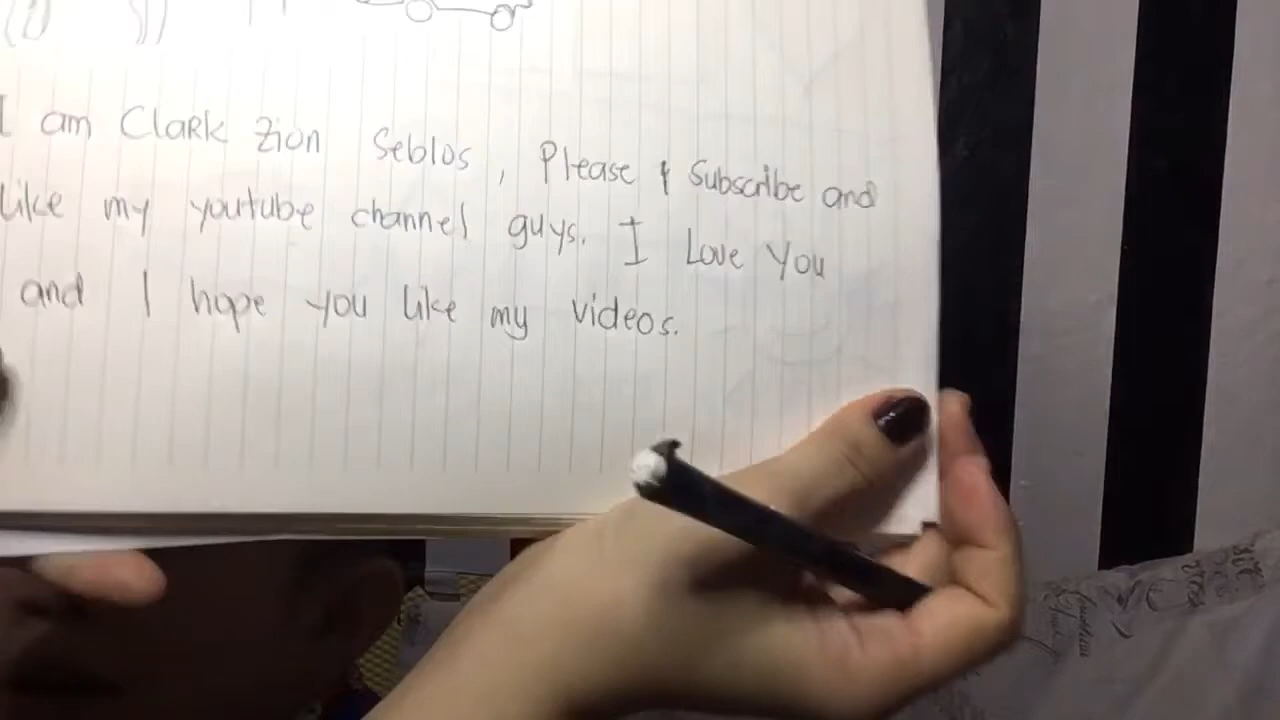 I am Clark Zion Seblos, Please & Subscribe and
like my youtube channel guys. I Love You
and I hope you like my videos.